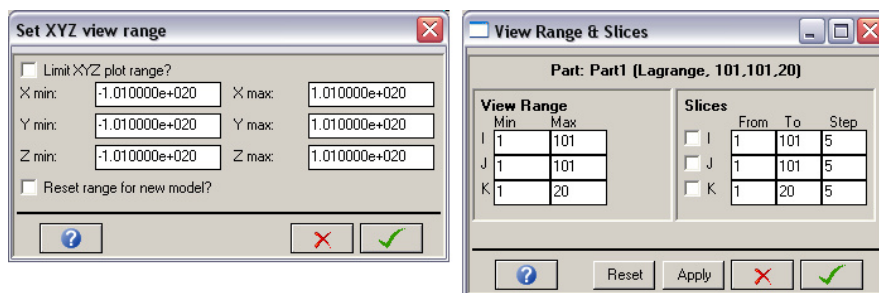 Set XYZ view range
Limit XYZ plot range?
X min: -1.010000e+020 X max: 1.010000e+020
Y min: -1.010000e+020 Y max: 1.010000e+020
Z min: -1.010000e+020 Z max: 1.010000e+020
Reset range for new model?
View Range & Slices
Part: Part1 (Lagrange, 101,101,20)
View Range
Min Max
I 1 101
J 1 101
K 1 20
Slices
From To Step
I 1 101 5
J 1 101 5
K 1 20 5
Reset Apply